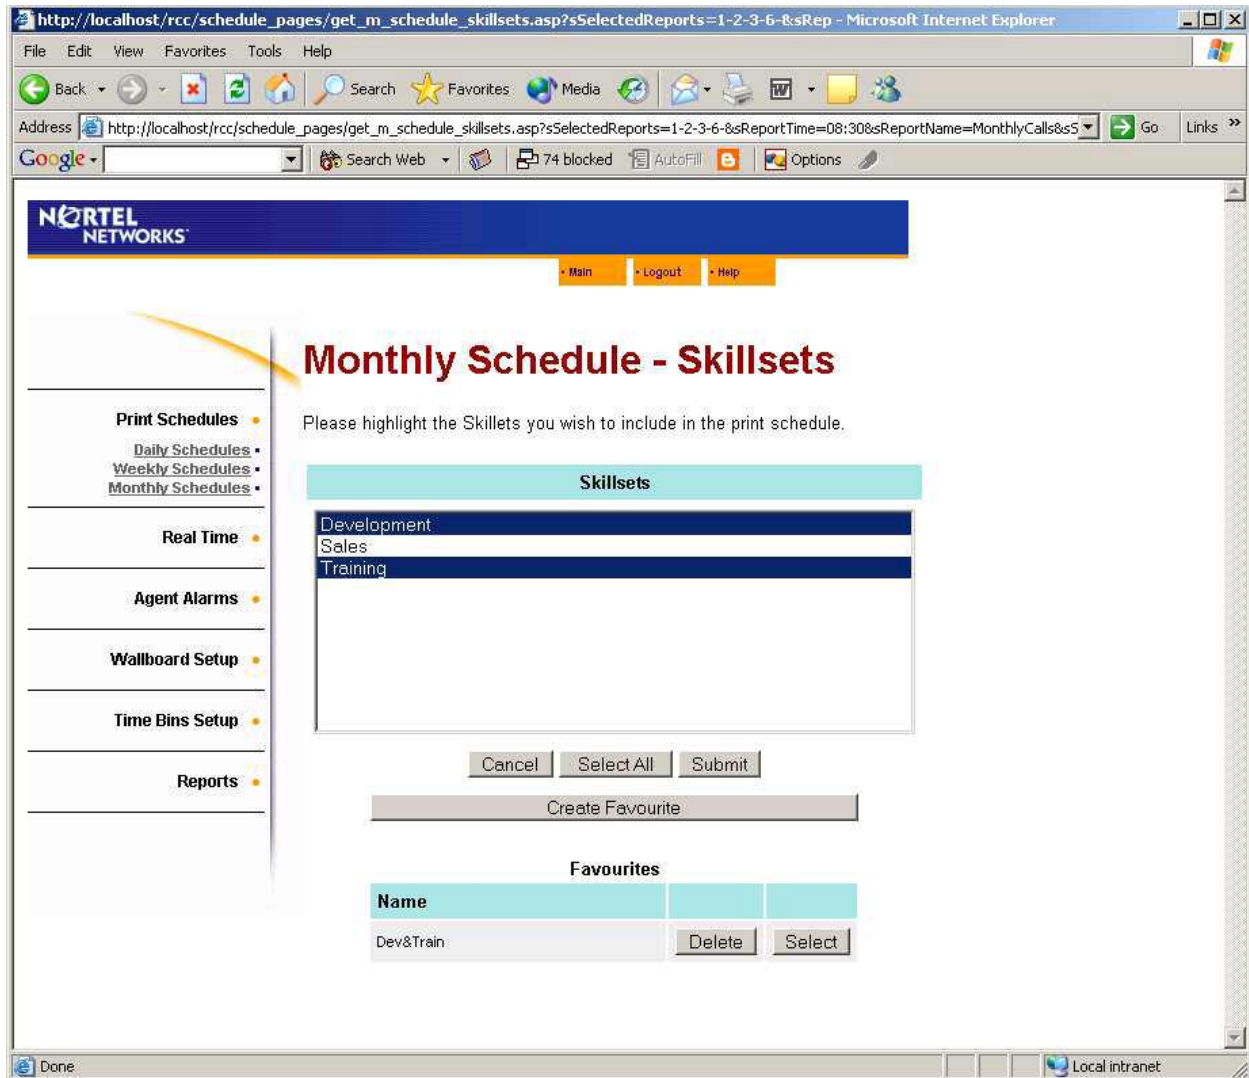 http://localhost/rcc/schedule_pages/get_m_schedule_skillsets.asp?sSelectedReports=1-2-3-6-&sRep - Microsoft Internet Explorer
File Edit View Favorites Tools Help
Back Search Favorites Media
Address http://localhost/rcc/schedule_pages/get_m_schedule_skillsets.asp?sSelectedReports=1-2-3-6-&sReportTime=08:30&sReportName=MonthlyCalls&sS Go Links »
Google Search Web 74 blocked AutoFill Options
NORTEL
NETWORKS
Main Logout Help
Monthly Schedule - Skillsets
Please highlight the Skillets you wish to include in the print schedule.
Print Schedules
Daily Schedules
Weekly Schedules
Monthly Schedules
Real Time
Agent Alarms
Wallboard Setup
Time Bins Setup
Reports
Skillsets
Development
Sales
Training
Cancel Select All Submit
Create Favourite
Favourites
Name
Dev&Train Delete Select
Done Local intranet